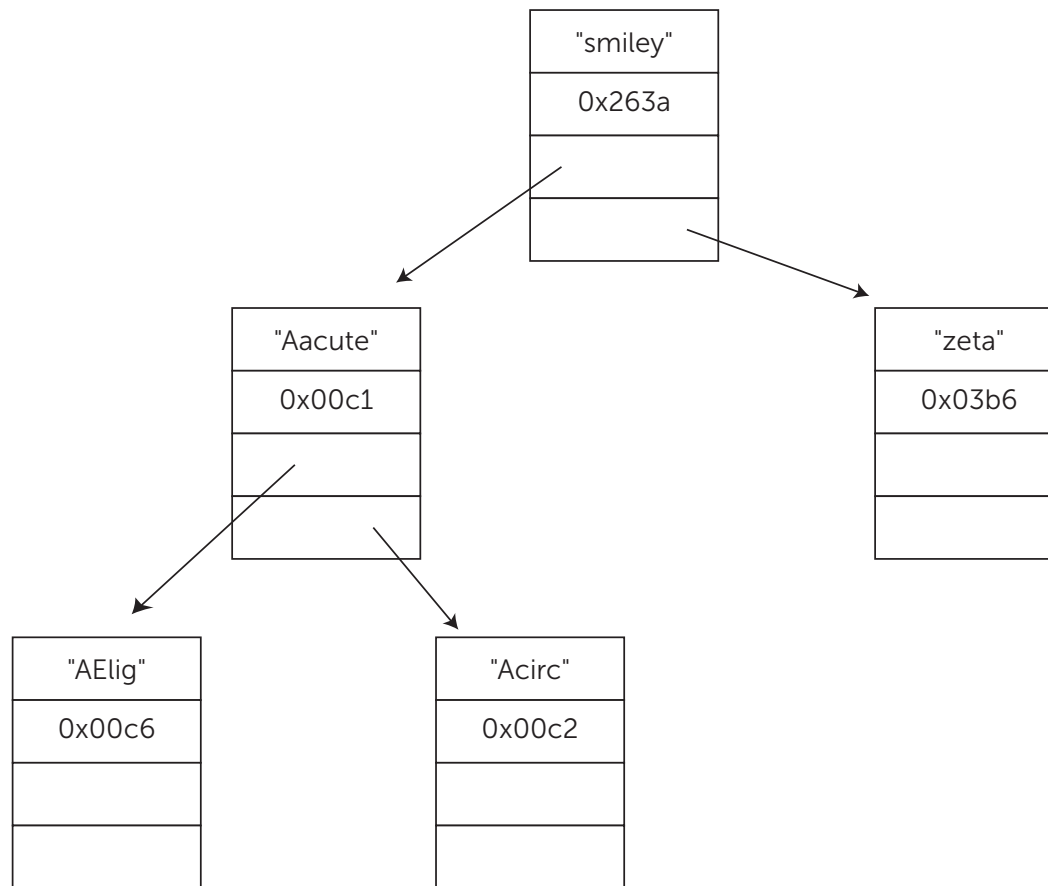 "smiley"
0x263a
"Aacute"
0x00c1
"zeta"
0x03b6
"AElig"
0x00c6
"Acirc"
0x00c2